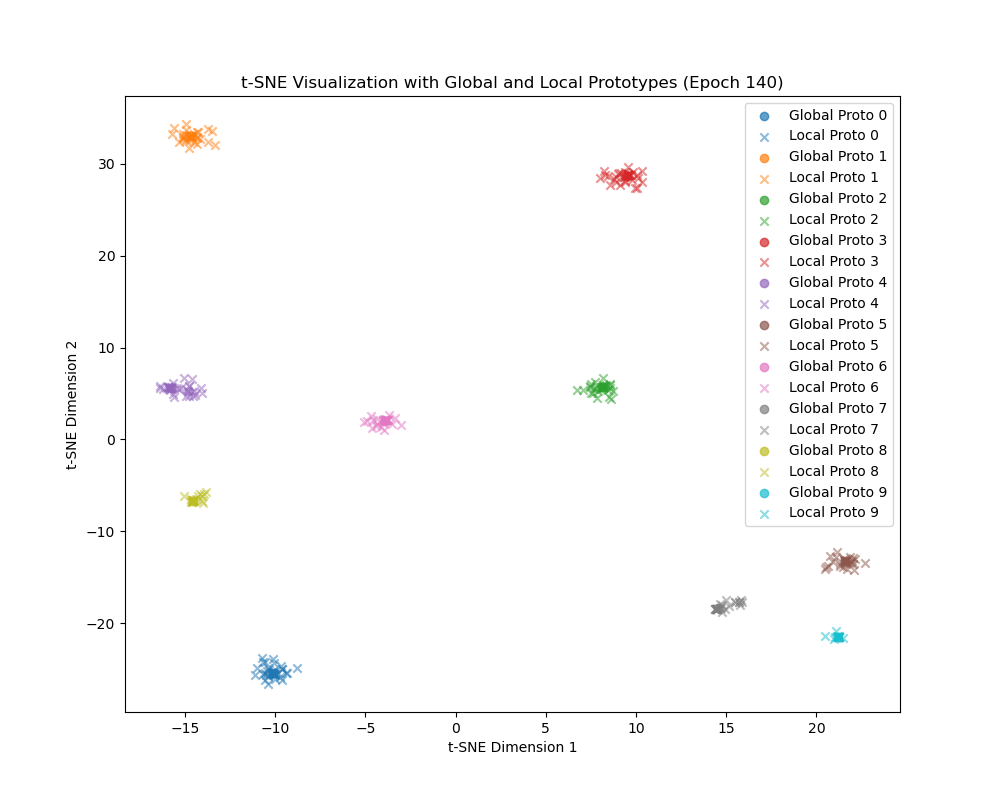 t-SNE Visualization with Global and Local Prototypes (Epoch 140)
Global Proto 0
Local Proto 0
Global Proto 1
Local Proto 1
Global Proto 2
Local Proto 2
Global Proto 3
Local Proto 3
Global Proto 4
Local Proto 4
Global Proto 5
Local Proto 5
Global Proto 6
Local Proto 6
Global Proto 7
Local Proto 7
Global Proto 8
Local Proto 8
Global Proto 9
Local Proto 9
t-SNE Dimension 2
30
20
10
0
−10
−20
−15
−10
−5
0
5
10
15
20
t-SNE Dimension 1